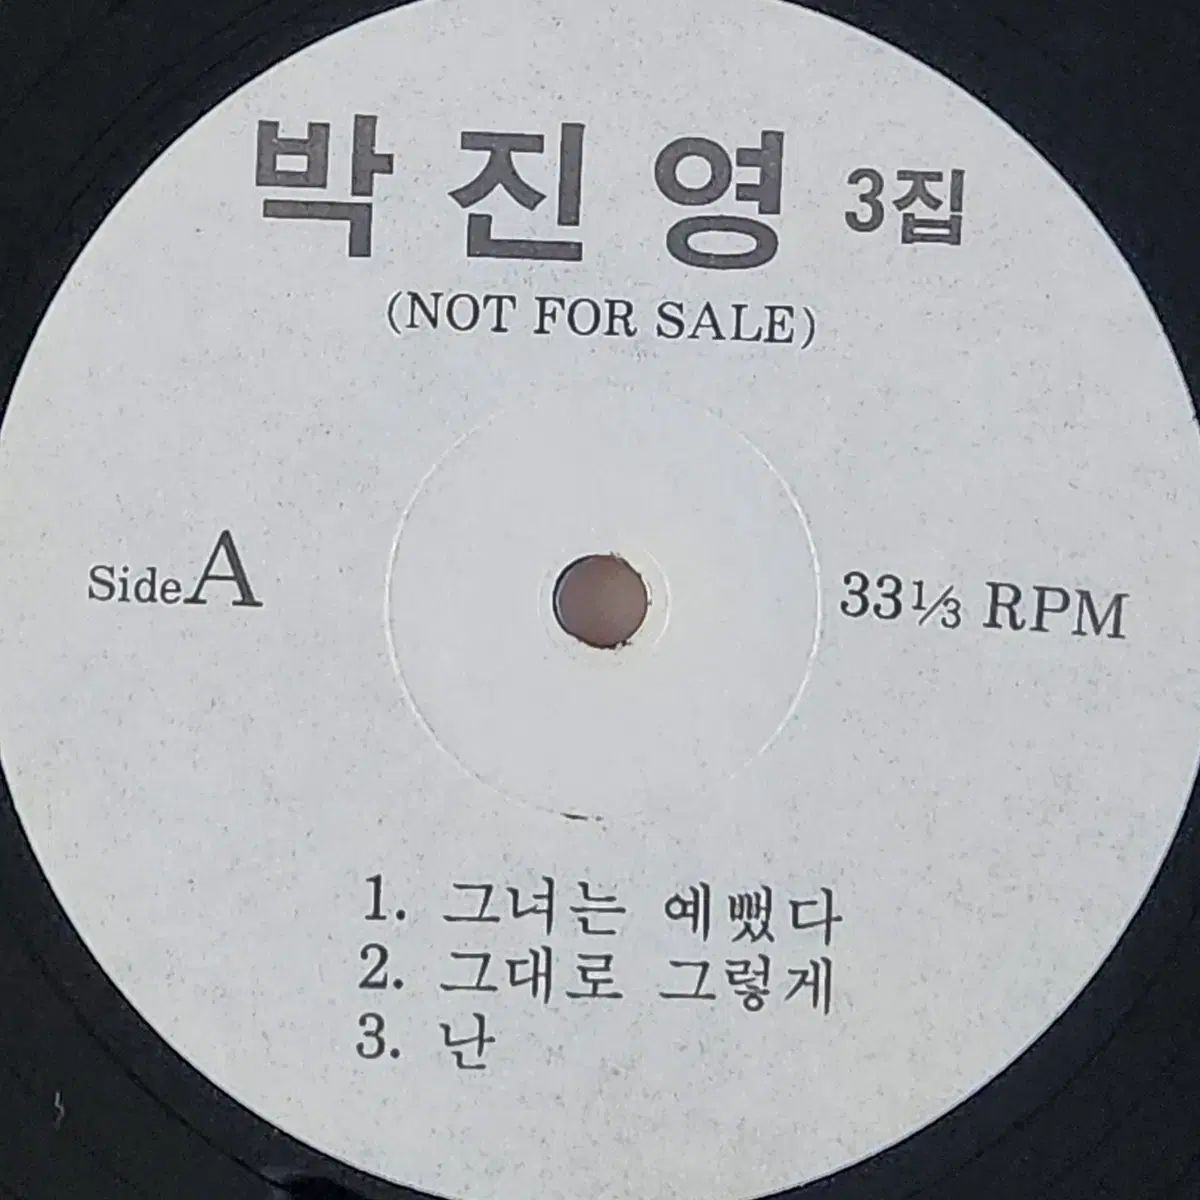 박진영 3집
(NOT FOR SALE)
Side A
33⅓ RPM
1. 그녀는 예뻤다
2. 그대로 그렇게
3. 난